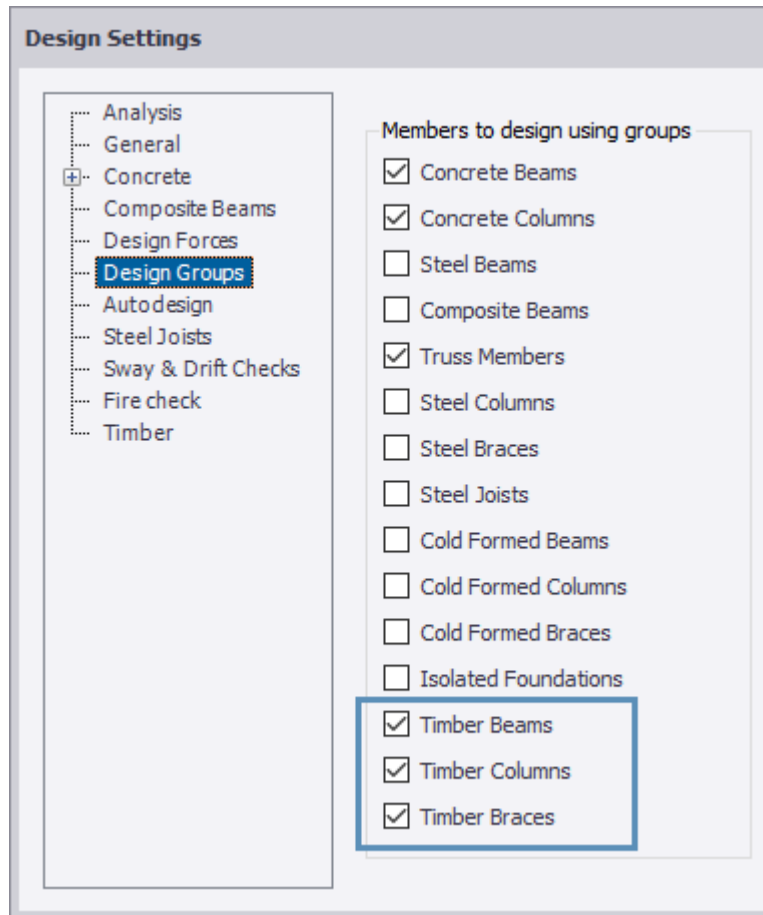 Design Settings
Analysis
General
Concrete
Composite Beams
Design Forces
Design Groups
Autodesign
Steel Joists
Sway & Drift Checks
Fire check
Timber
Members to design using groups
Concrete Beams
Concrete Columns
Steel Beams
Composite Beams
Truss Members
Steel Columns
Steel Braces
Steel Joists
Cold Formed Beams
Cold Formed Columns
Cold Formed Braces
Isolated Foundations
Timber Beams
Timber Columns
Timber Braces